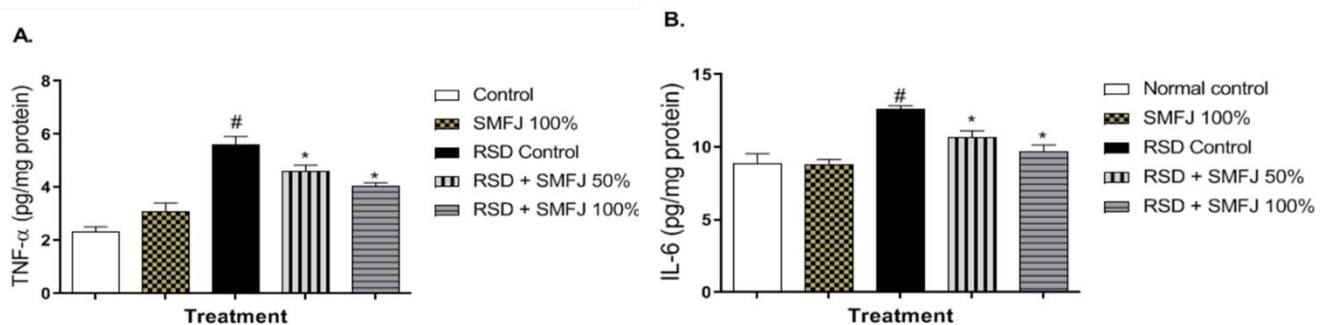 A.
TNF-α (pg/mg protein)
8
6
4
2
0
#
*
*
Treatment
Control
SMFJ 100%
RSD Control
RSD + SMFJ 50%
RSD + SMFJ 100%
B.
IL-6 (pg/mg protein)
15
10
5
0
#
*
*
Treatment
Normal control
SMFJ 100%
RSD Control
RSD + SMFJ 50%
RSD + SMFJ 100%